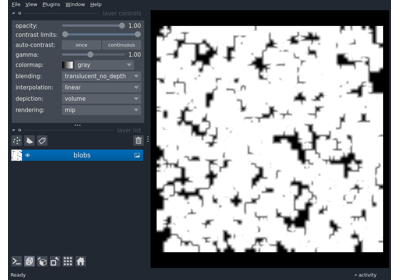 File View Plugins Window Help
layer controls
opacity: 1.00
contrast limits:
auto-contrast: once continuous
gamma: 1.00
colormap: gray
blending: translucent_no_depth
interpolation: linear
depiction: volume
rendering: mip
layer list
blobs
Ready activity